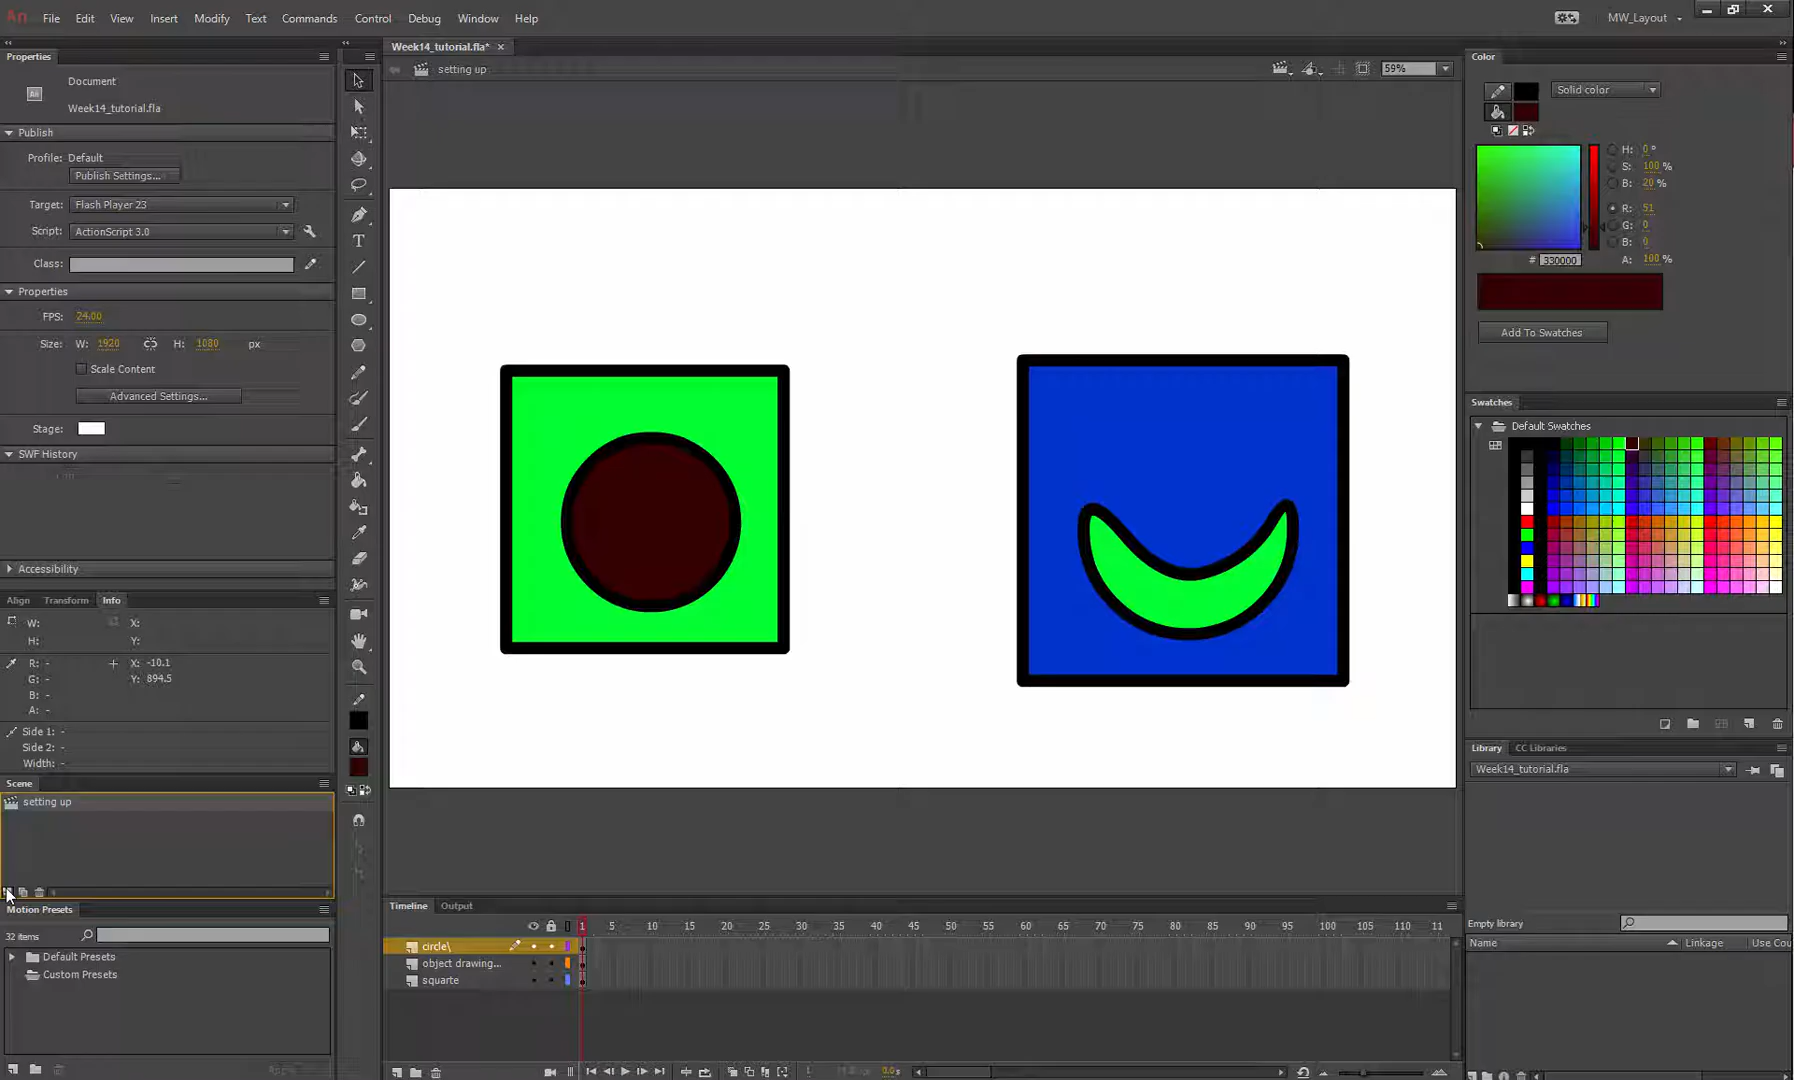 An File Edit View Insert Modify Text Commands Control Debug Window Help MW_Layout
Properties
Document
Week14_tutorial.fla
Publish
Profile: Default
Publish Settings...
Target: Flash Player 23
Script: ActionScript 3.0
Class:
Properties
FPS: 24.00
Size: W: 1920 H: 1080 px
Scale Content
Advanced Settings...
Stage:
SWF History
Accessibility
Align Transform Info
W: X:
H: Y:
R: - X: -10.1
G: - Y: 894.5
B: -
A: -
Side 1: -
Side 2: -
Width: -
Scene
setting up
Motion Presets
32 items
Default Presets
Custom Presets
Week14_tutorial.fla* ×
setting up 59%
Timeline Output
1 5 10 15 20 25 30 35 40 45 50 55 60 65 70 75 80 85 90 95 100 105 110 11
circle\
object drawing...
squarte
1 0.0s
Color
Solid color
H: 0 °
S: 100 %
B: 20 %
R: 51
G: 0
B: 0
# 330000 A: 100 %
Add To Swatches
Swatches
Default Swatches
Library CC Libraries
Week14_tutorial.fla
Empty library
Name Linkage Use Cou